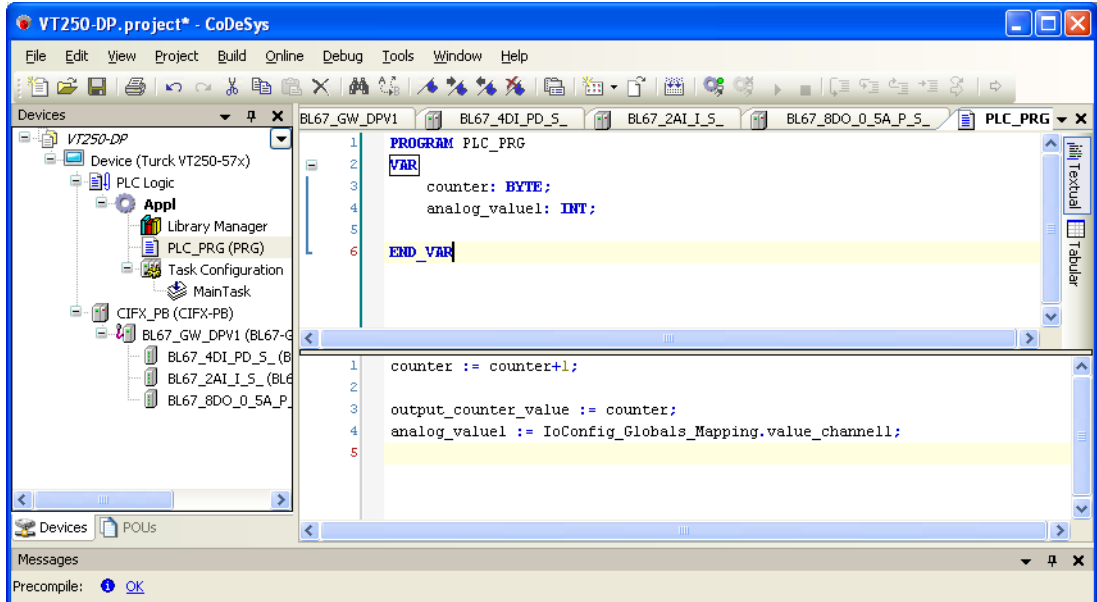 VT250-DP.project* - CoDeSys
File Edit View Project Build Online Debug Tools Window Help
Devices
VT250-DP
Device (Turck VT250-57x)
PLC Logic
Appl
Library Manager
PLC_PRG (PRG)
Task Configuration
MainTask
CIFX_PB (CIFX-PB)
BL67_GW_DPV1 (BL67-G
BL67_4DI_PD_S_ (B
BL67_2AI_I_S_ (BL6
BL67_8DO_0_5A_P_
Devices POUs
BL67_GW_DPV1 BL67_4DI_PD_S_ BL67_2AI_I_S_ BL67_8DO_0_5A_P_S_ PLC_PRG
1 PROGRAM PLC_PRG
2 VAR
3 counter: BYTE;
4 analog_value1: INT;
5
6 END_VAR
Textual
Tabular
1 counter := counter+1;
2
3 output_counter_value := counter;
4 analog_value1 := IoConfig_Globals_Mapping.value_channel1;
5
Messages
Precompile: OK